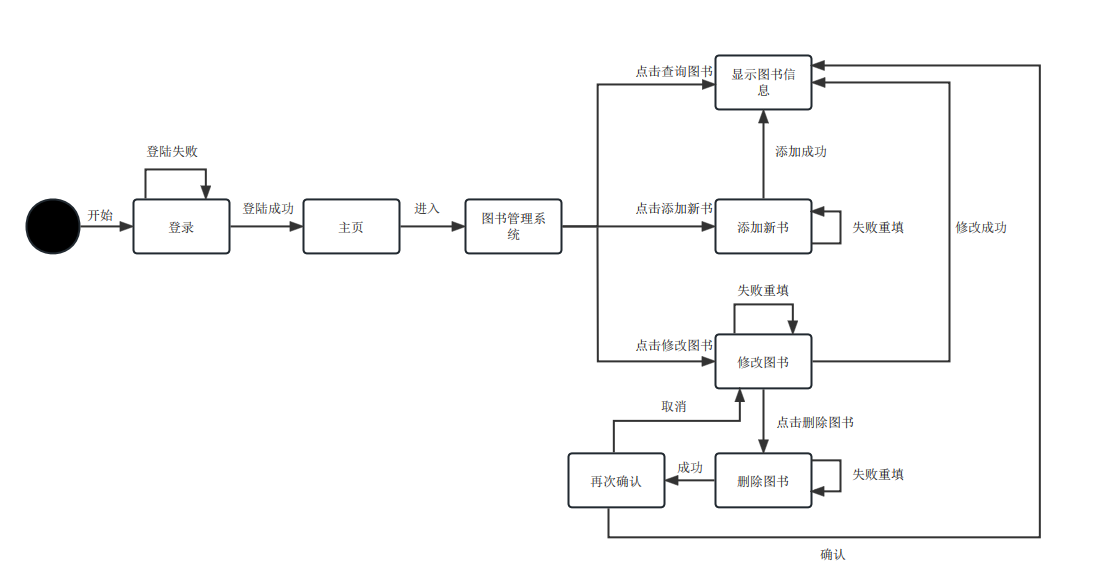 点击查询图书
显示图书信
息
登陆失败
添加成功
开始
登录
登陆成功
主页
进入
图书管理系
统
点击添加新书
添加新书
失败重填
修改成功
失败重填
点击修改图书
修改图书
取消
点击删除图书
再次确认
成功
删除图书
失败重填
确认